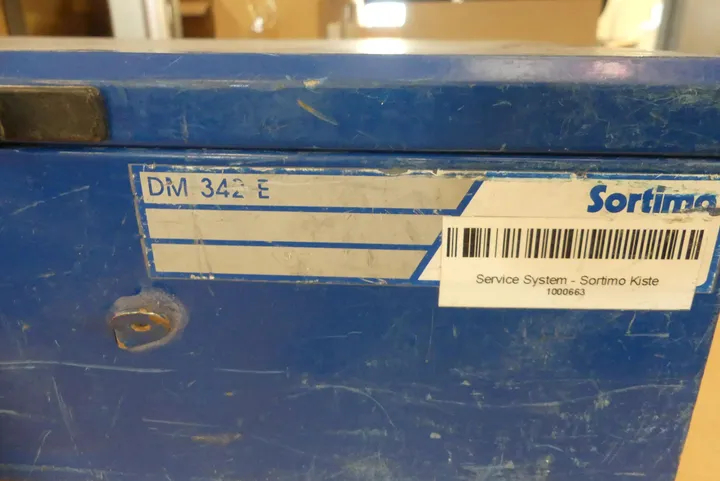 DM 342 E
Sortimo
Service System - Sortimo Kiste
1000663